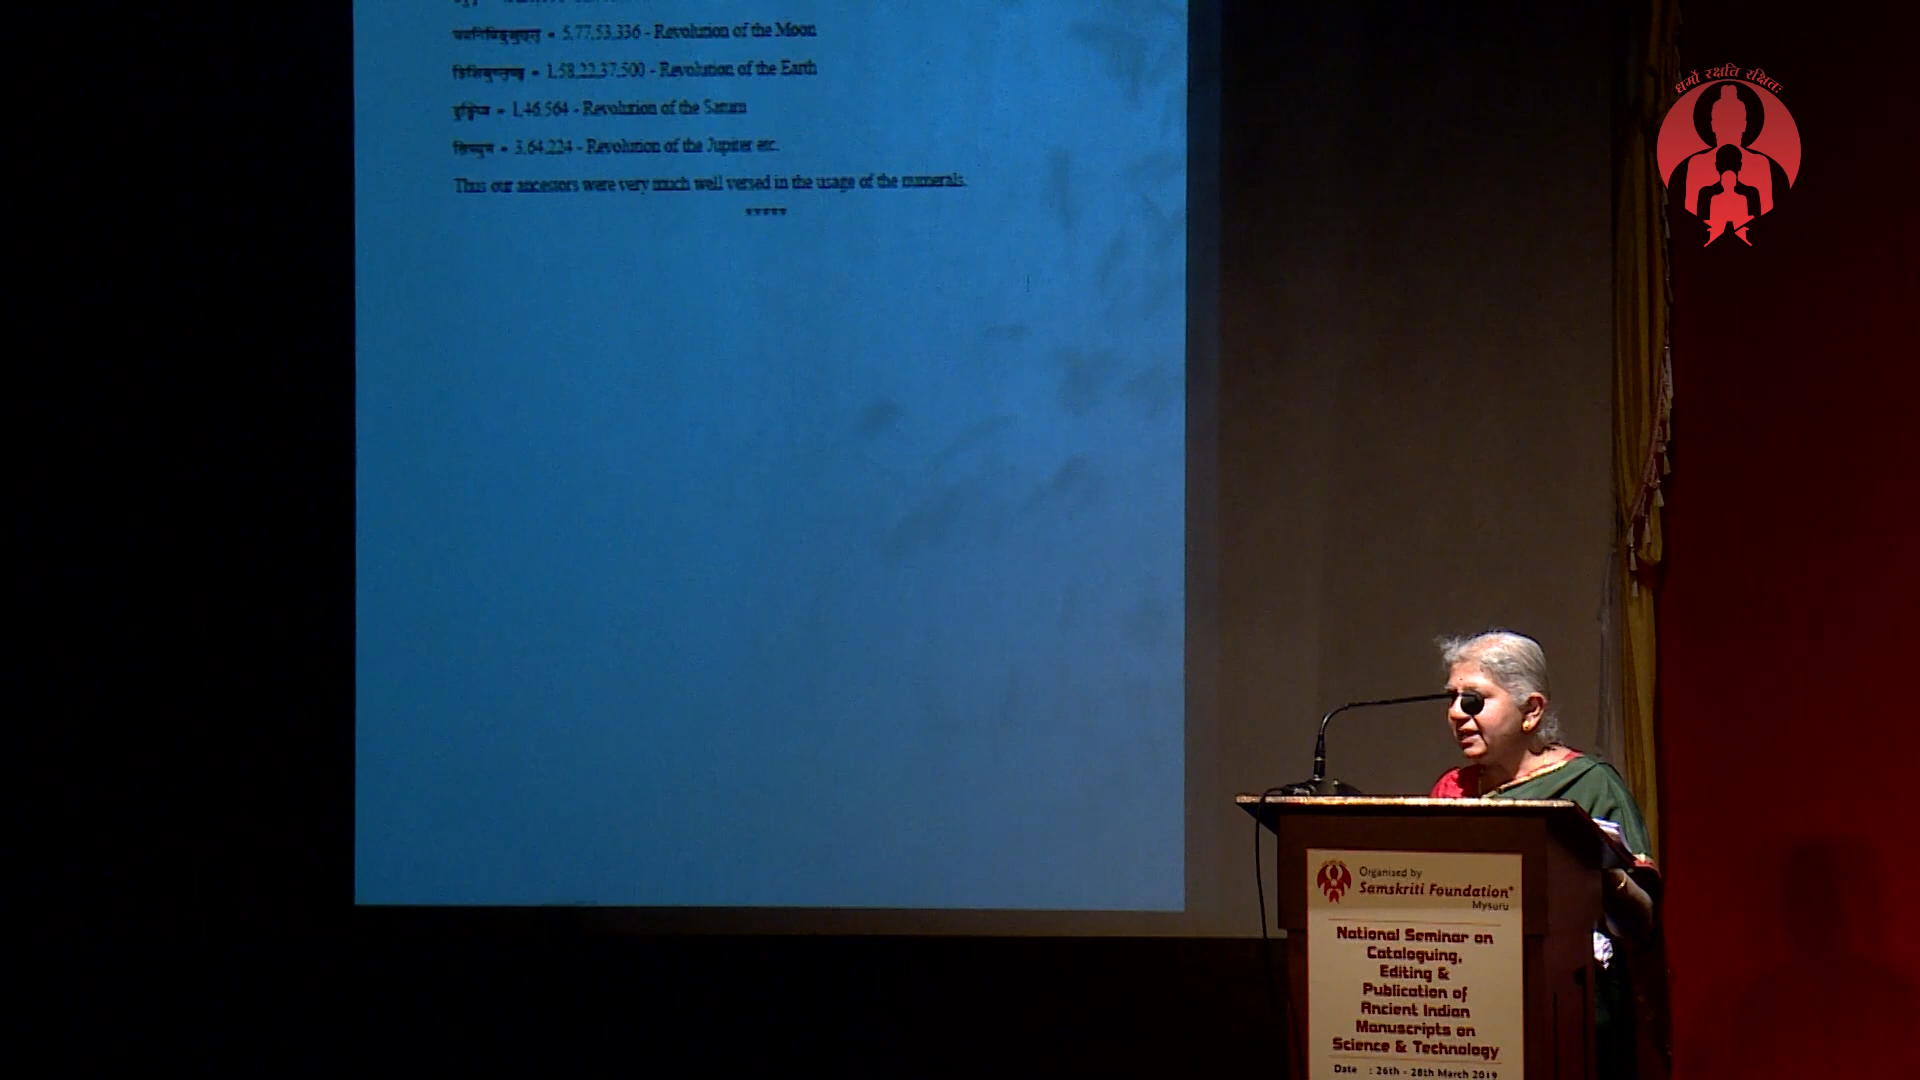 = 5,77,53,336 - Revolution of the Moon
= 1,58,22,37,500 - Revolution of the Earth
= 1,46,564 - Revolution of the Saturn
= 3,64,224 - Revolution of the Jupiter etc.
Thus our ancestors were very much well versed in the usage of the numerals.
*****
धर्मो रक्षति रक्षितः
Organised by
Samskriti Foundation®
Mysuru
National Seminar on
Cataloguing,
Editing &
Publication of
Ancient Indian
Manuscripts on
Science & Technology
Date : 26th - 28th March 2019